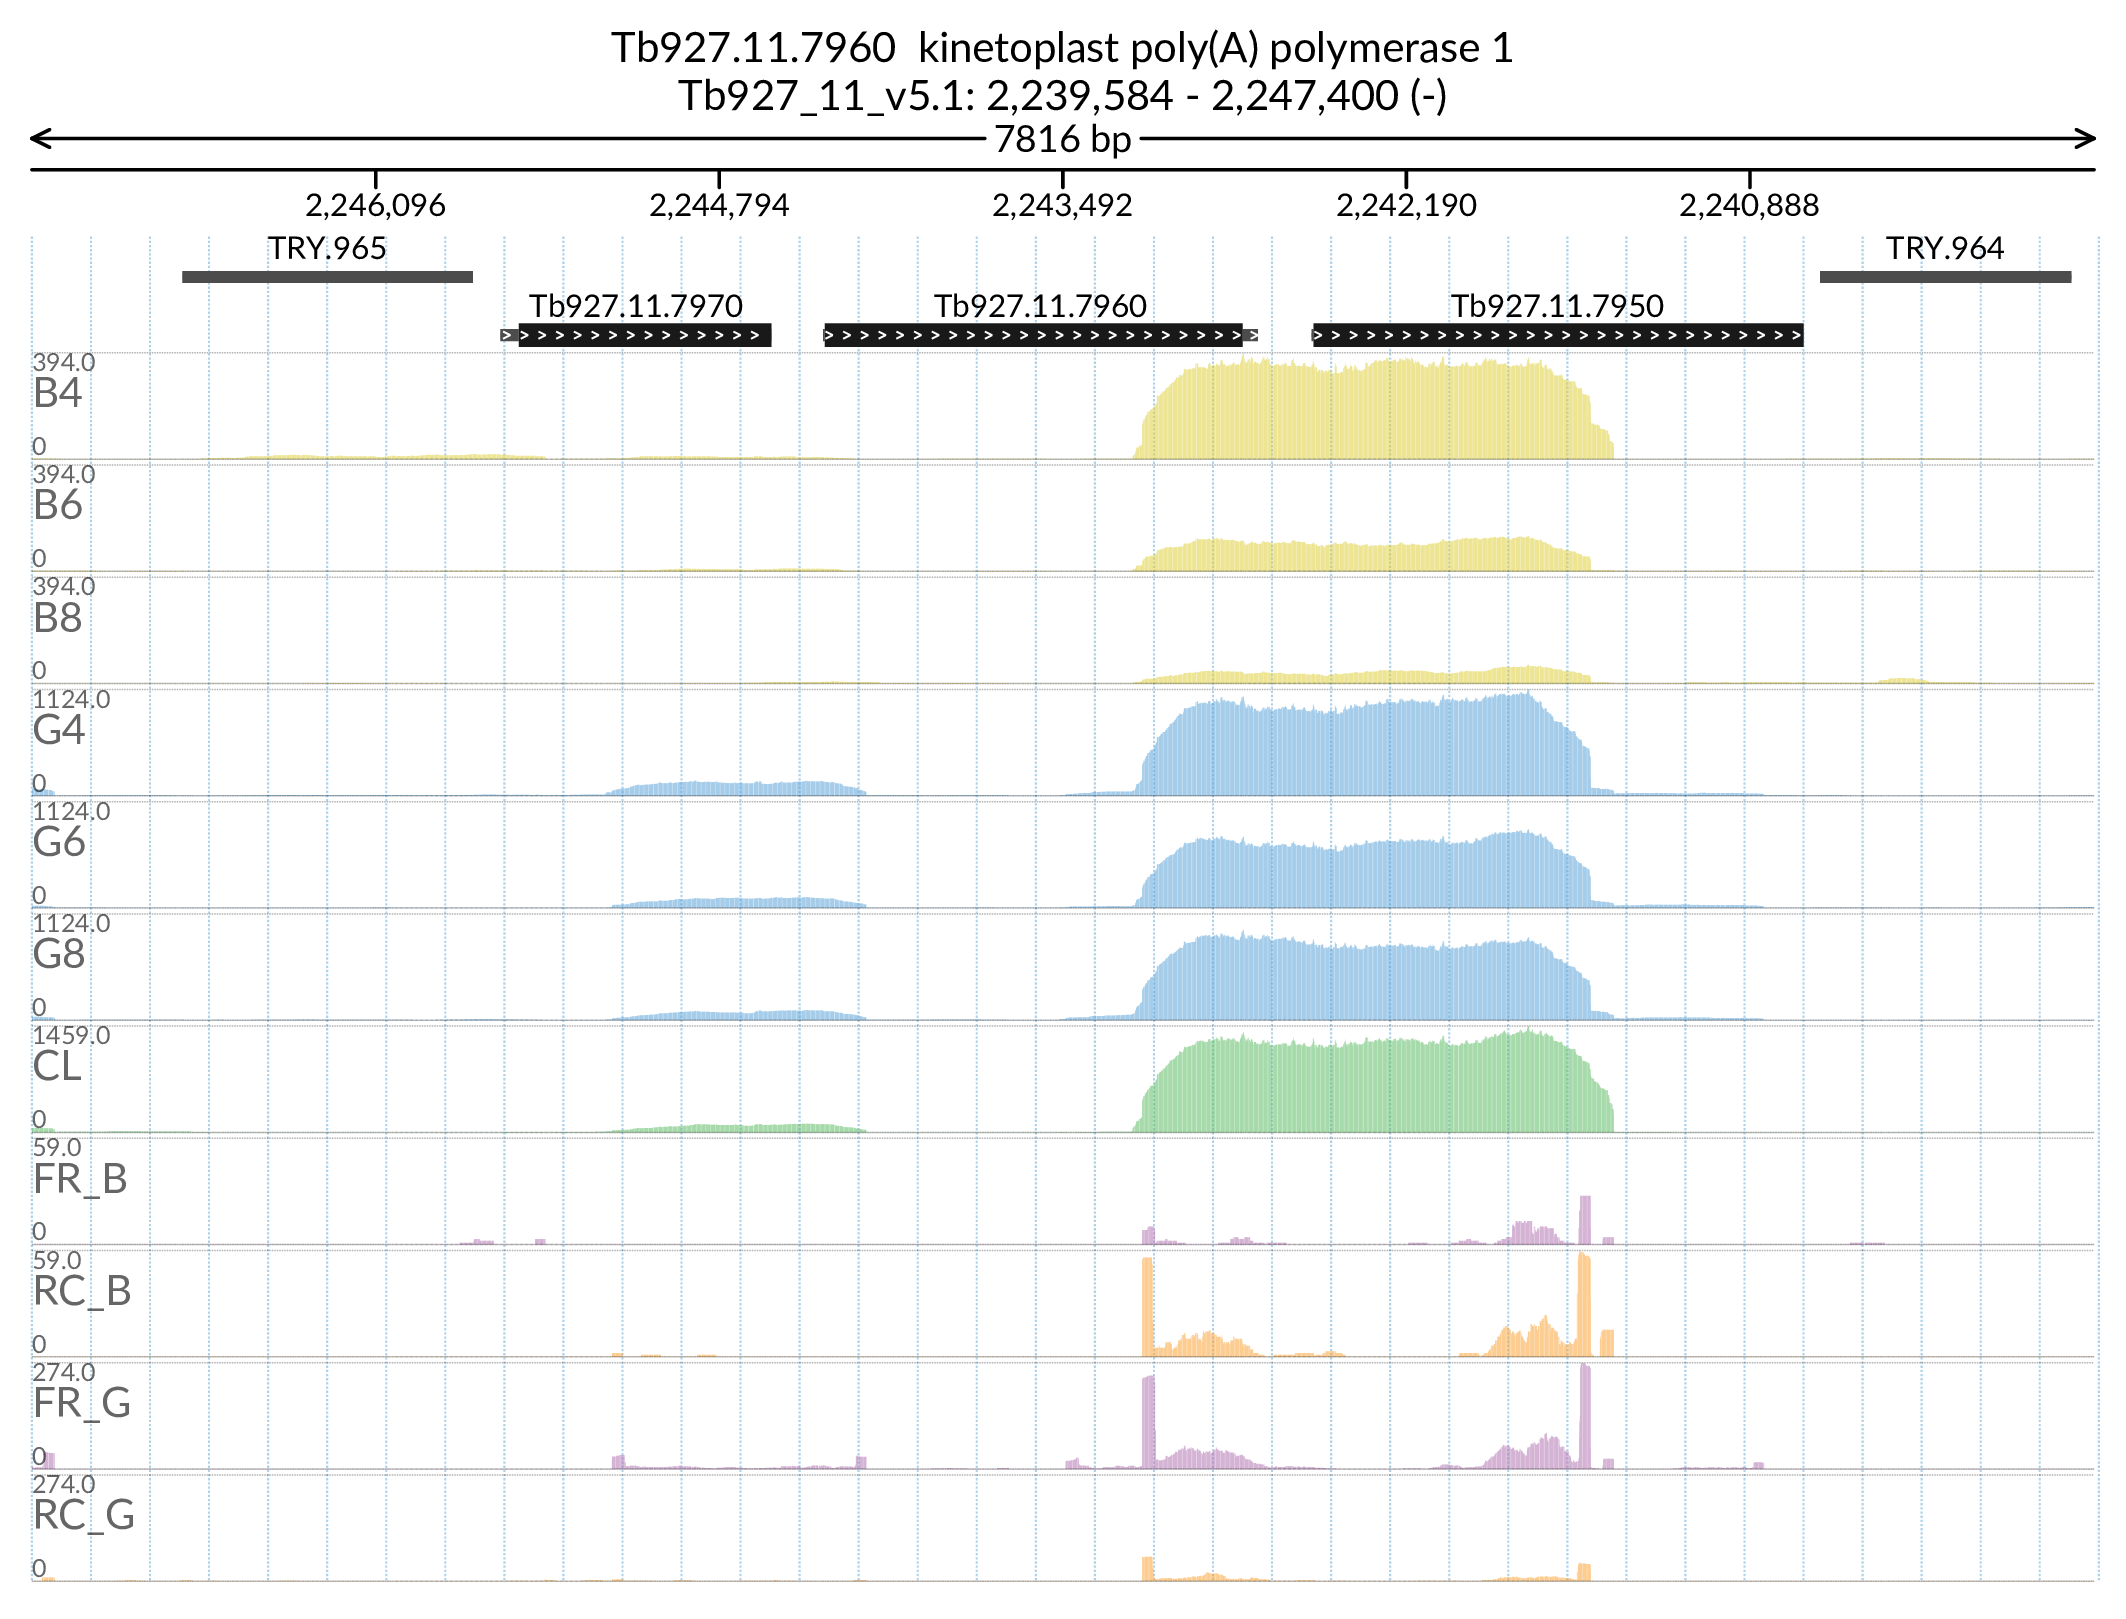 Tb927.11.7960  kinetoplast poly(A) polymerase 1
Tb927_11_v5.1: 2,239,584 - 2,247,400 (-)
7816 bp
2,246,096 2,244,794 2,243,492 2,242,190 2,240,888
TRY.965 TRY.964
Tb927.11.7970 Tb927.11.7960 Tb927.11.7950
394.0
B4
0
394.0
B6
0
394.0
B8
0
1124.0
G4
0
1124.0
G6
0
1124.0
G8
0
1459.0
CL
0
59.0
FR_B
0
59.0
RC_B
0
274.0
FR_G
0
274.0
RC_G
0